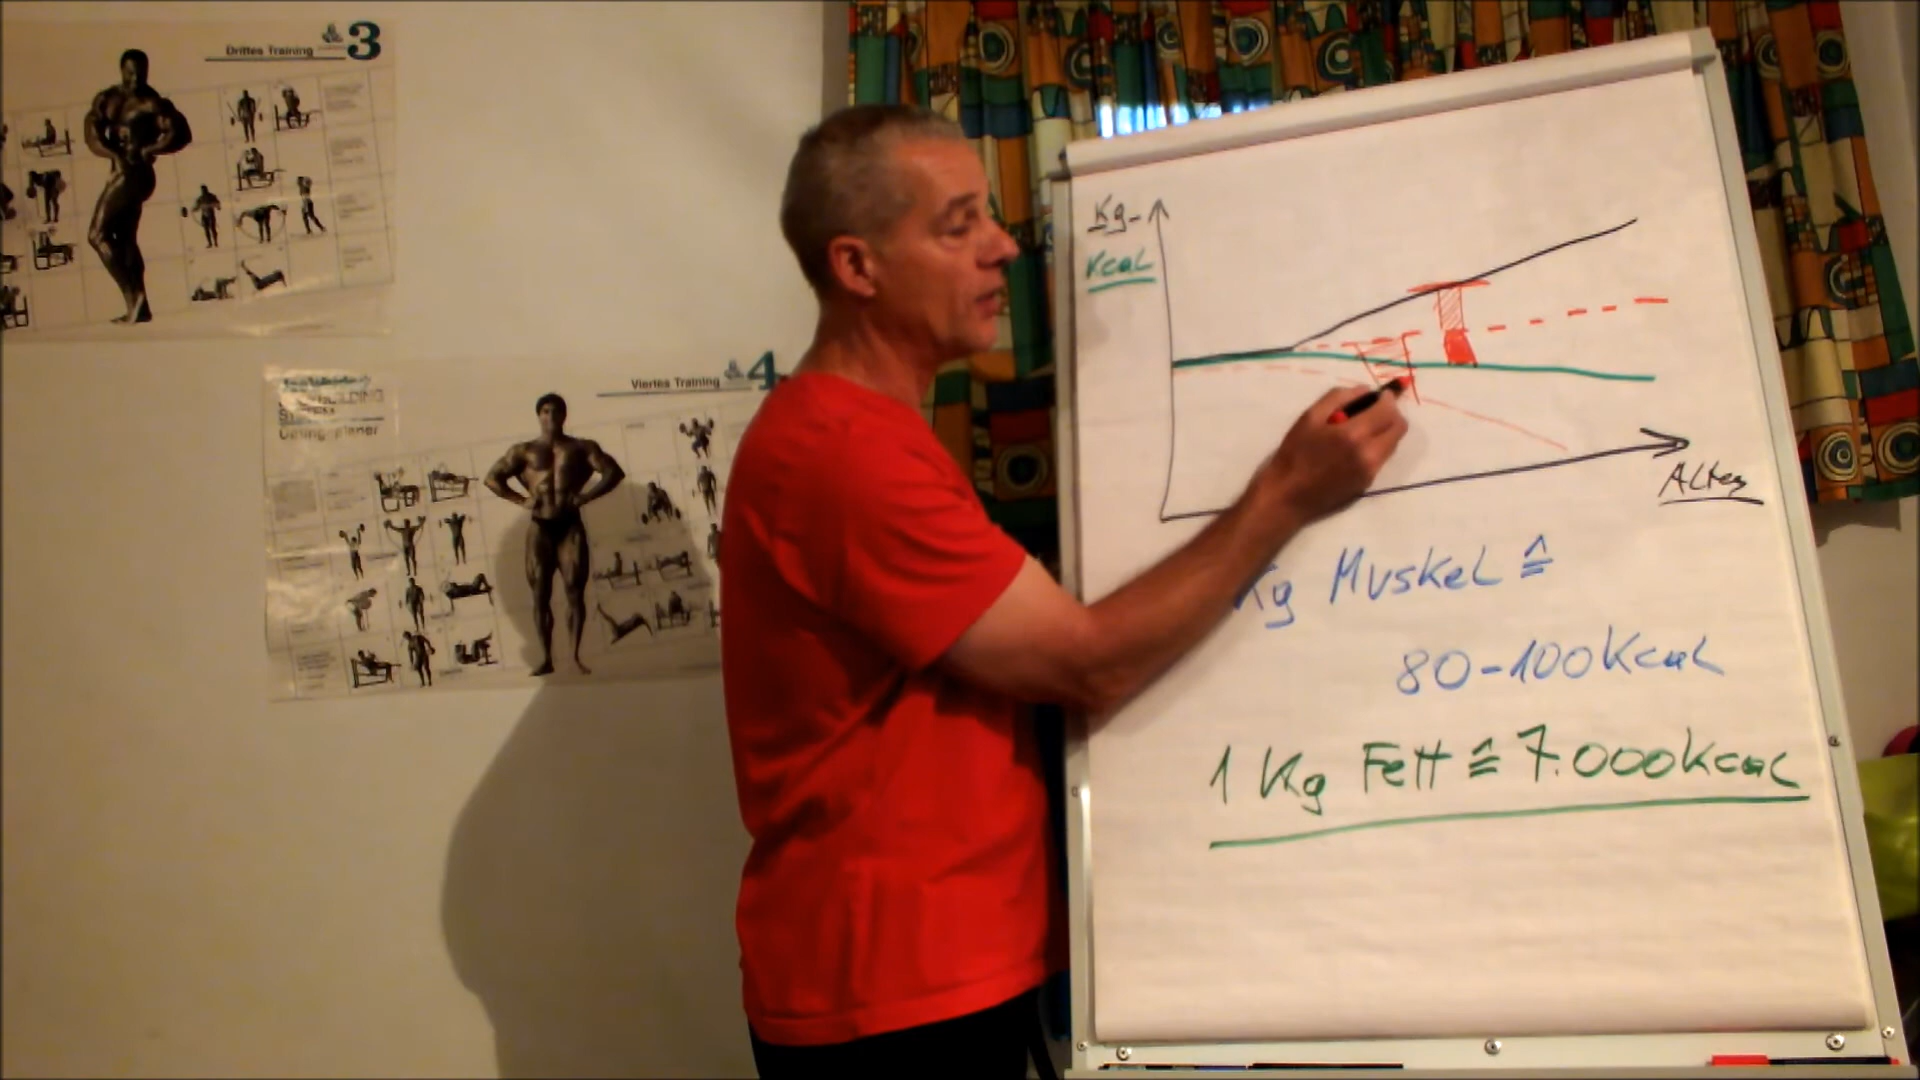 Drittes Training 3
Viertes Training 4
Kg
Kcal
Alter
Kg Muskel ≙
80-100Kcal
1 Kg Fett ≙ 7.000Kcal